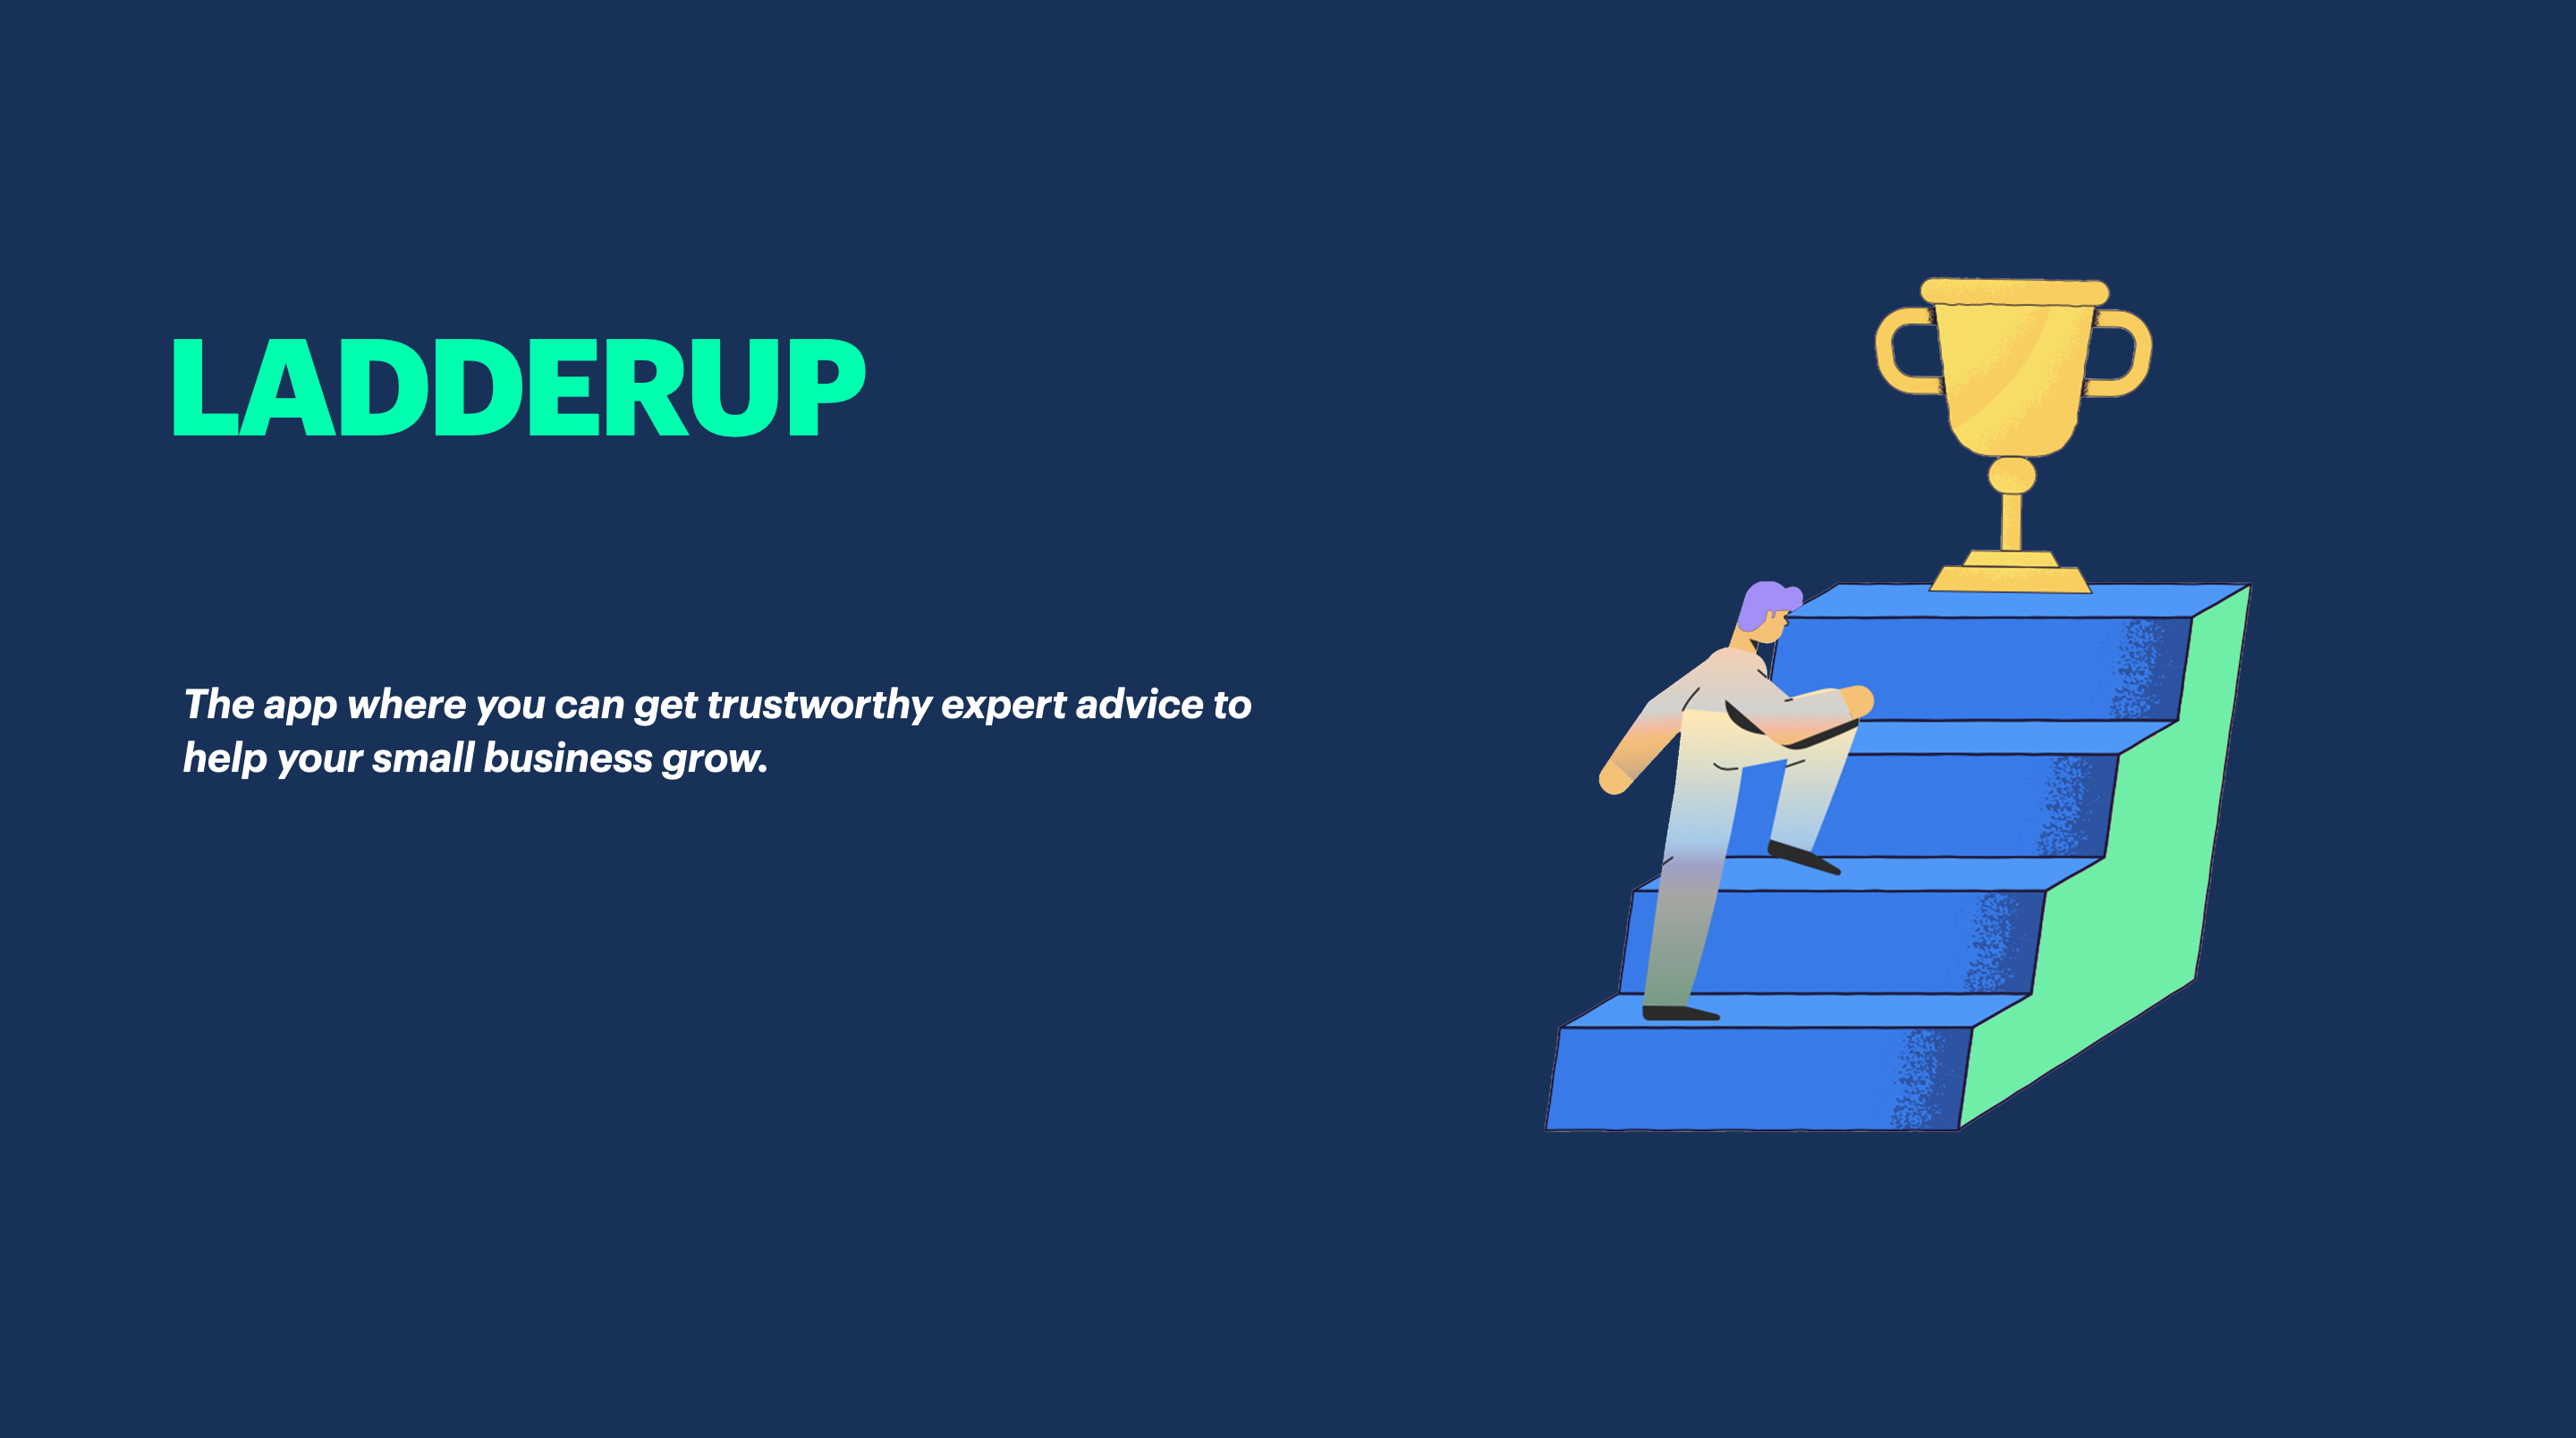 LADDERUP
The app where you can get trustworthy expert advice to
help your small business grow.